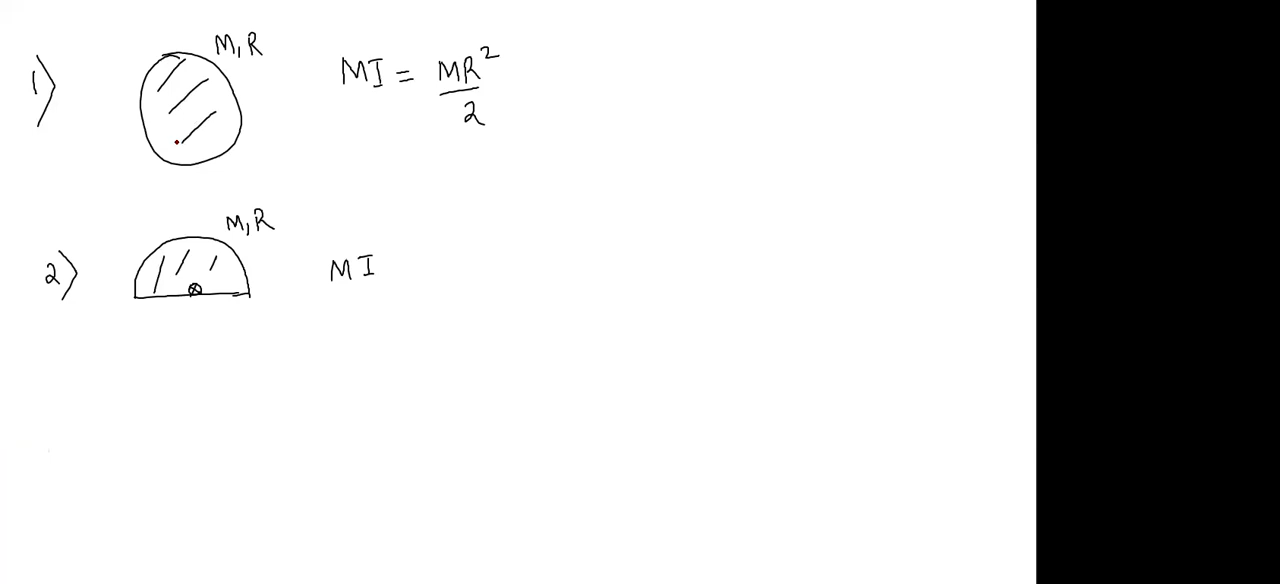 1) M,R MI = MR²/2
2) M,R MI